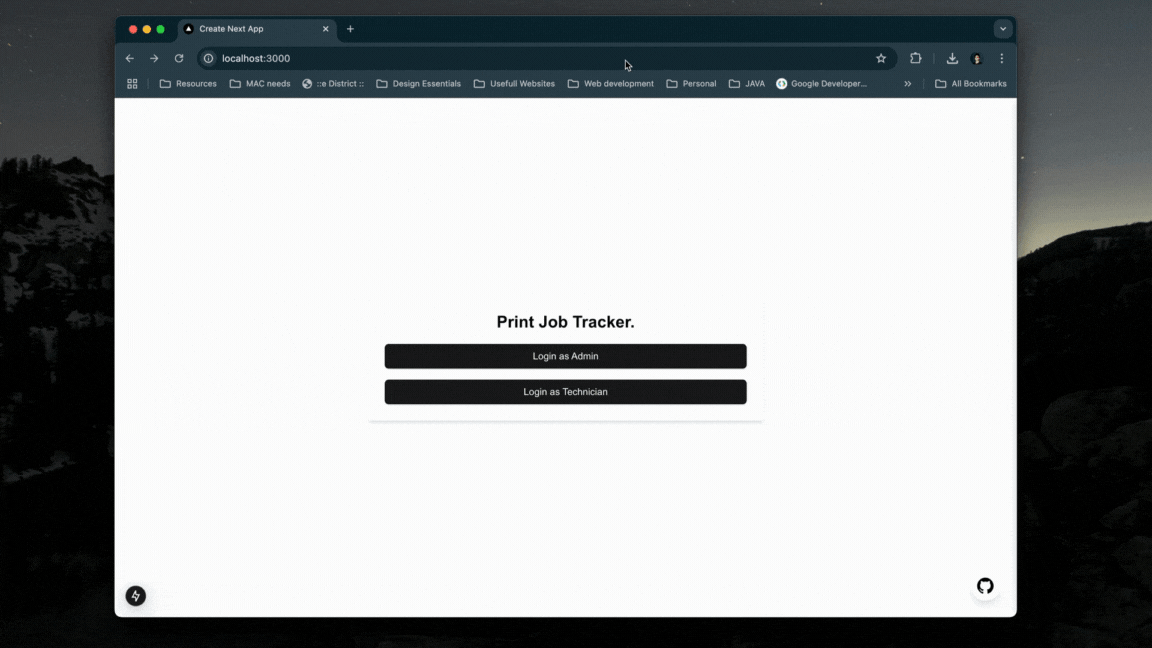 Create Next App
localhost:3000
Resources MAC needs ::e District :: Design Essentials Usefull Websites Web development Personal JAVA Google Developer... All Bookmarks
Print Job Tracker.
Login as Admin
Login as Technician